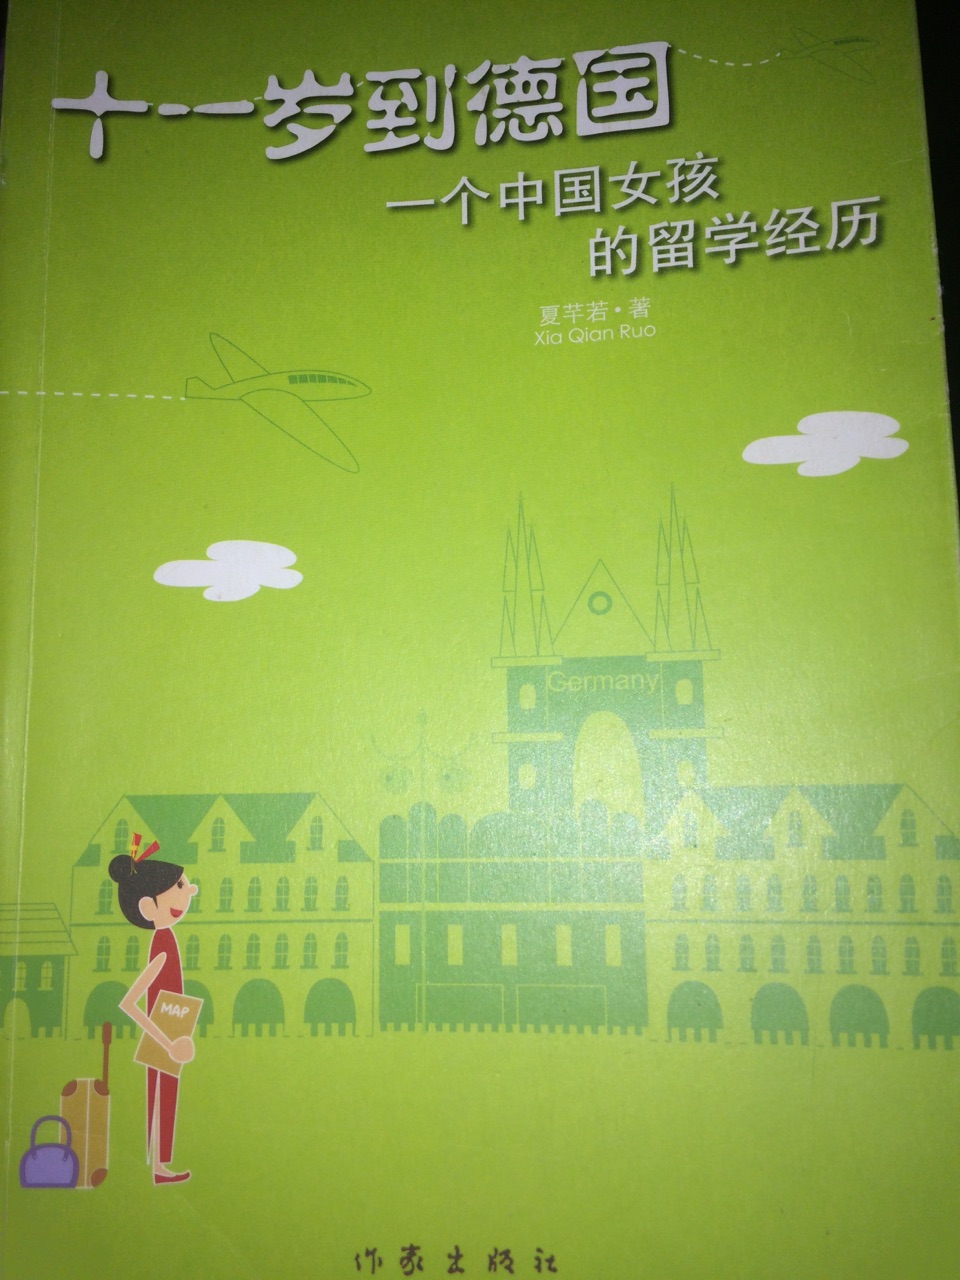 十一岁到德国
一个中国女孩
的留学经历
夏芊若·著
Xia Qian Ruo
Germany
MAP
作家出版社